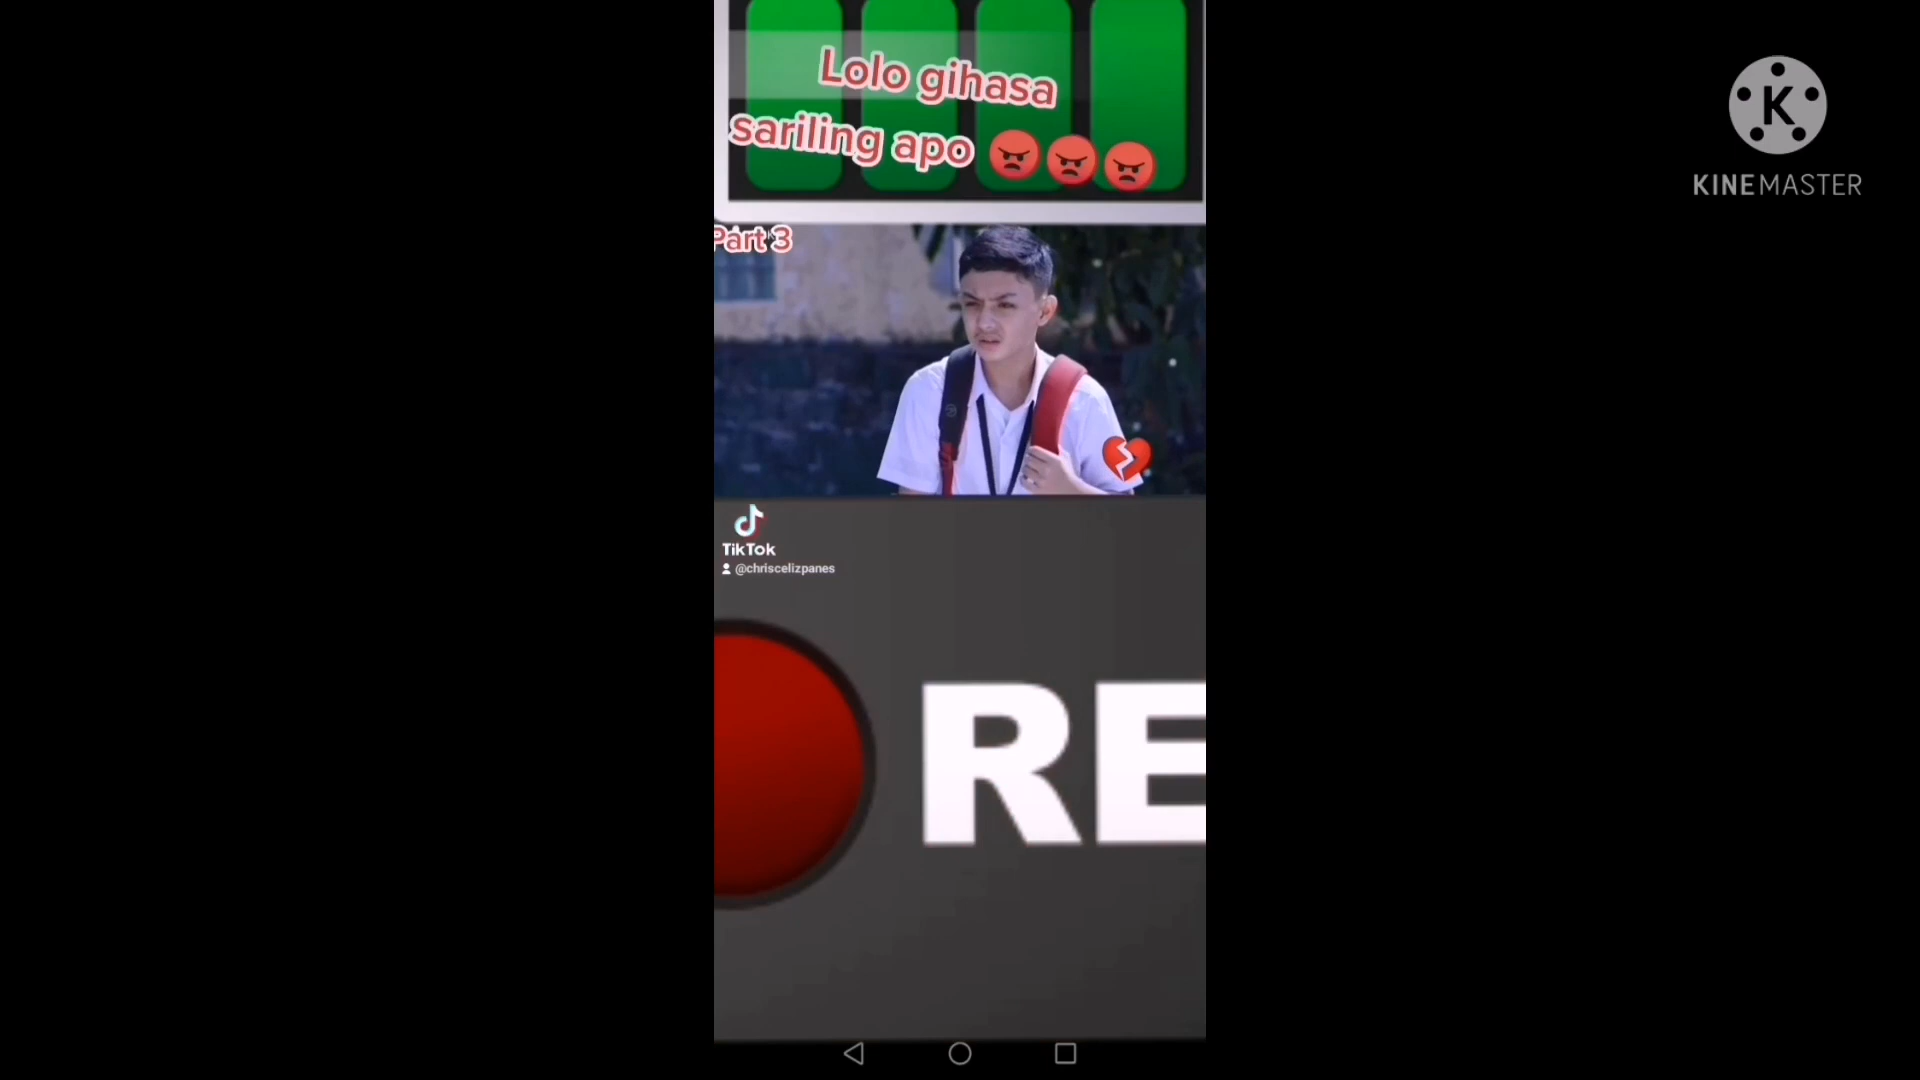 Lolo gihasa
sariling apo 😡😡😡
Part 3
K
KINEMASTER
TikTok
@chriscelizpanes
RE